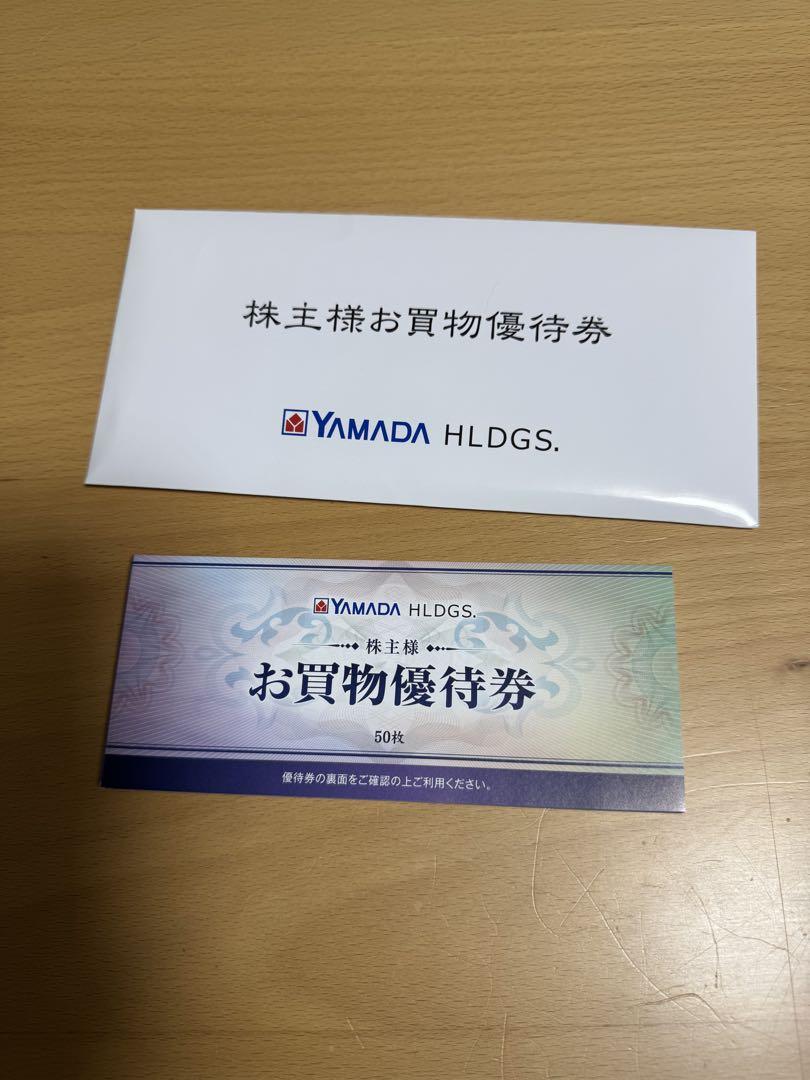 株主様お買物優待券
YAMADA HLDGS.
YAMADA HLDGS.
株主様
お買物優待券
50枚
優待券の裏面をご確認の上ご利用ください。